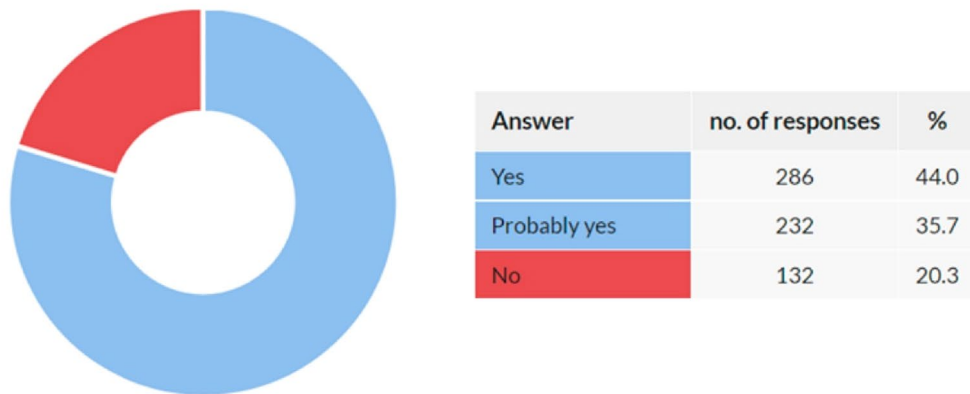 Answer no. of responses %
Yes 286 44.0
Probably yes 232 35.7
No 132 20.3